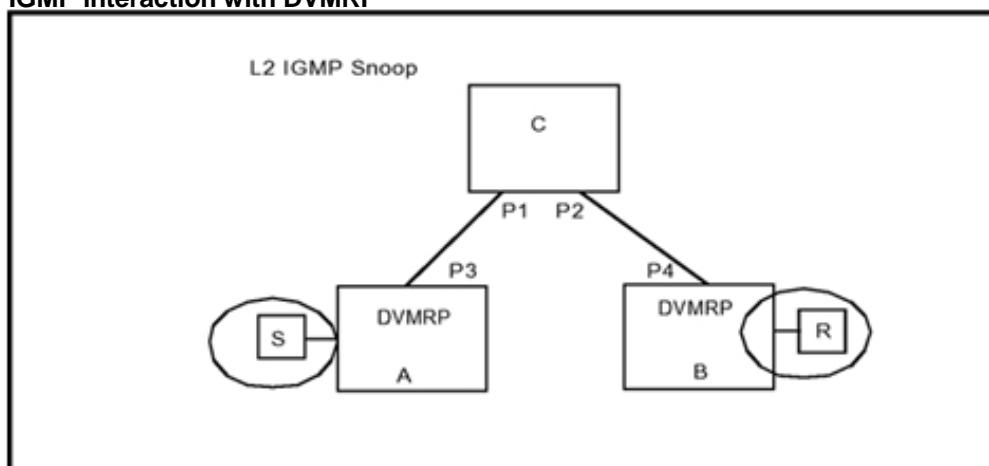 IGMP interaction with DVMRP
L2 IGMP Snoop
C
P1 P2
P3 P4
DVMRP DVMRP
S R
A B